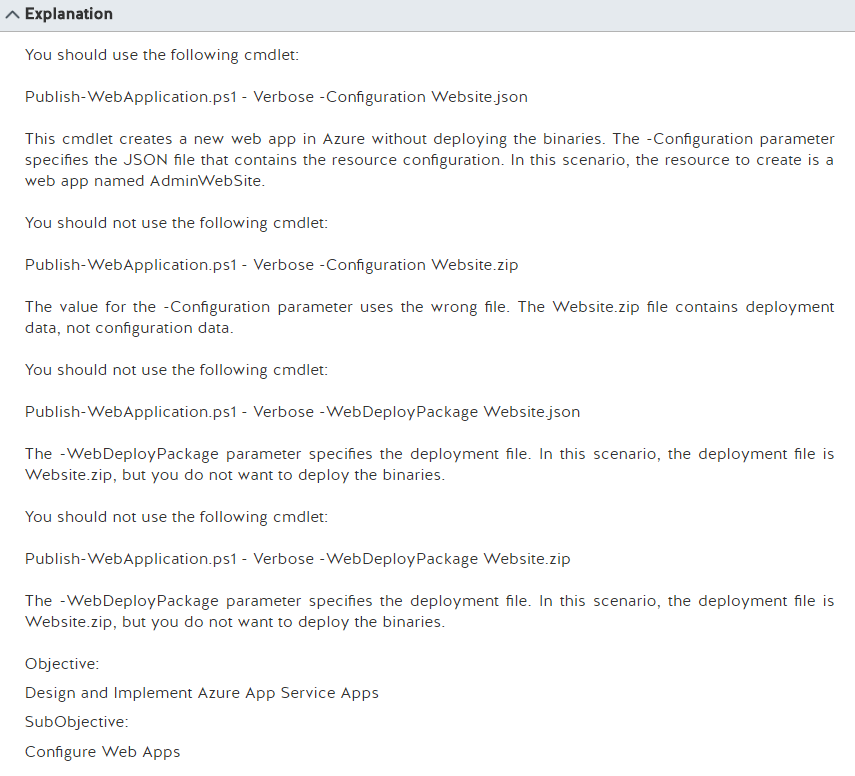 Explanation
You should use the following cmdlet:
Publish-WebApplication.ps1 - Verbose -Configuration Website.json
This cmdlet creates a new web app in Azure without deploying the binaries. The -Configuration parameter
specifies the JSON file that contains the resource configuration. In this scenario, the resource to create is a
web app named AdminWebSite.
You should not use the following cmdlet:
Publish-WebApplication.ps1 - Verbose -Configuration Website.zip
The value for the -Configuration parameter uses the wrong file. The Website.zip file contains deployment
data, not configuration data.
You should not use the following cmdlet:
Publish-WebApplication.ps1 - Verbose -WebDeployPackage Website.json
The -WebDeployPackage parameter specifies the deployment file. In this scenario, the deployment file is
Website.zip, but you do not want to deploy the binaries.
You should not use the following cmdlet:
Publish-WebApplication.ps1 - Verbose -WebDeployPackage Website.zip
The -WebDeployPackage parameter specifies the deployment file. In this scenario, the deployment file is
Website.zip, but you do not want to deploy the binaries.
Objective:
Design and Implement Azure App Service Apps
SubObjective:
Configure Web Apps